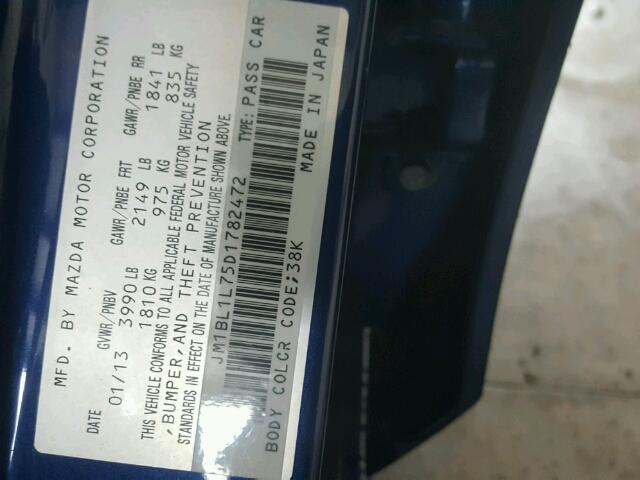 MFD. BY MAZDA MOTOR CORPORATION
DATE GVWR/PNBV GAWR/PNBE FRT GAWR/PNBE RR
01/13 3990 LB 2149 LB 1841 LB
1810 KG 975 KG 835 KG
THIS VEHICLE CONFORMS TO ALL APPLICABLE FEDERAL MOTOR VEHICLE SAFETY
,BUMPER,AND THEFT PREVENTION
STANDARDS IN EFFECT ON THE DATE OF MANUFACTURE SHOWN ABOVE.
JM1BL1L75D1782472 TYPE: PASS CAR
BODY COLOR CODE;38K MADE IN JAPAN